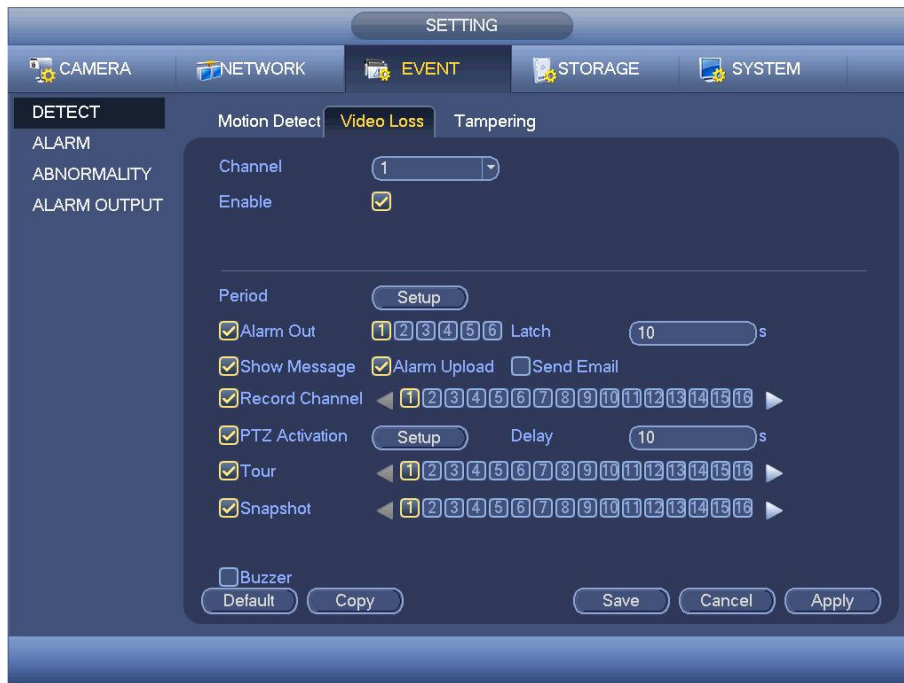 SETTING
CAMERA NETWORK EVENT STORAGE SYSTEM
DETECT
ALARM
ABNORMALITY
ALARM OUTPUT
Motion Detect Video Loss Tampering
Channel 1
Enable
Period Setup
Alarm Out 1 2 3 4 5 6 Latch 10 s
Show Message Alarm Upload Send Email
Record Channel 1 2 3 4 5 6 7 8 9 10 11 12 13 14 15 16
PTZ Activation Setup Delay 10 s
Tour 1 2 3 4 5 6 7 8 9 10 11 12 13 14 15 16
Snapshot 1 2 3 4 5 6 7 8 9 10 11 12 13 14 15 16
Buzzer
Default Copy Save Cancel Apply